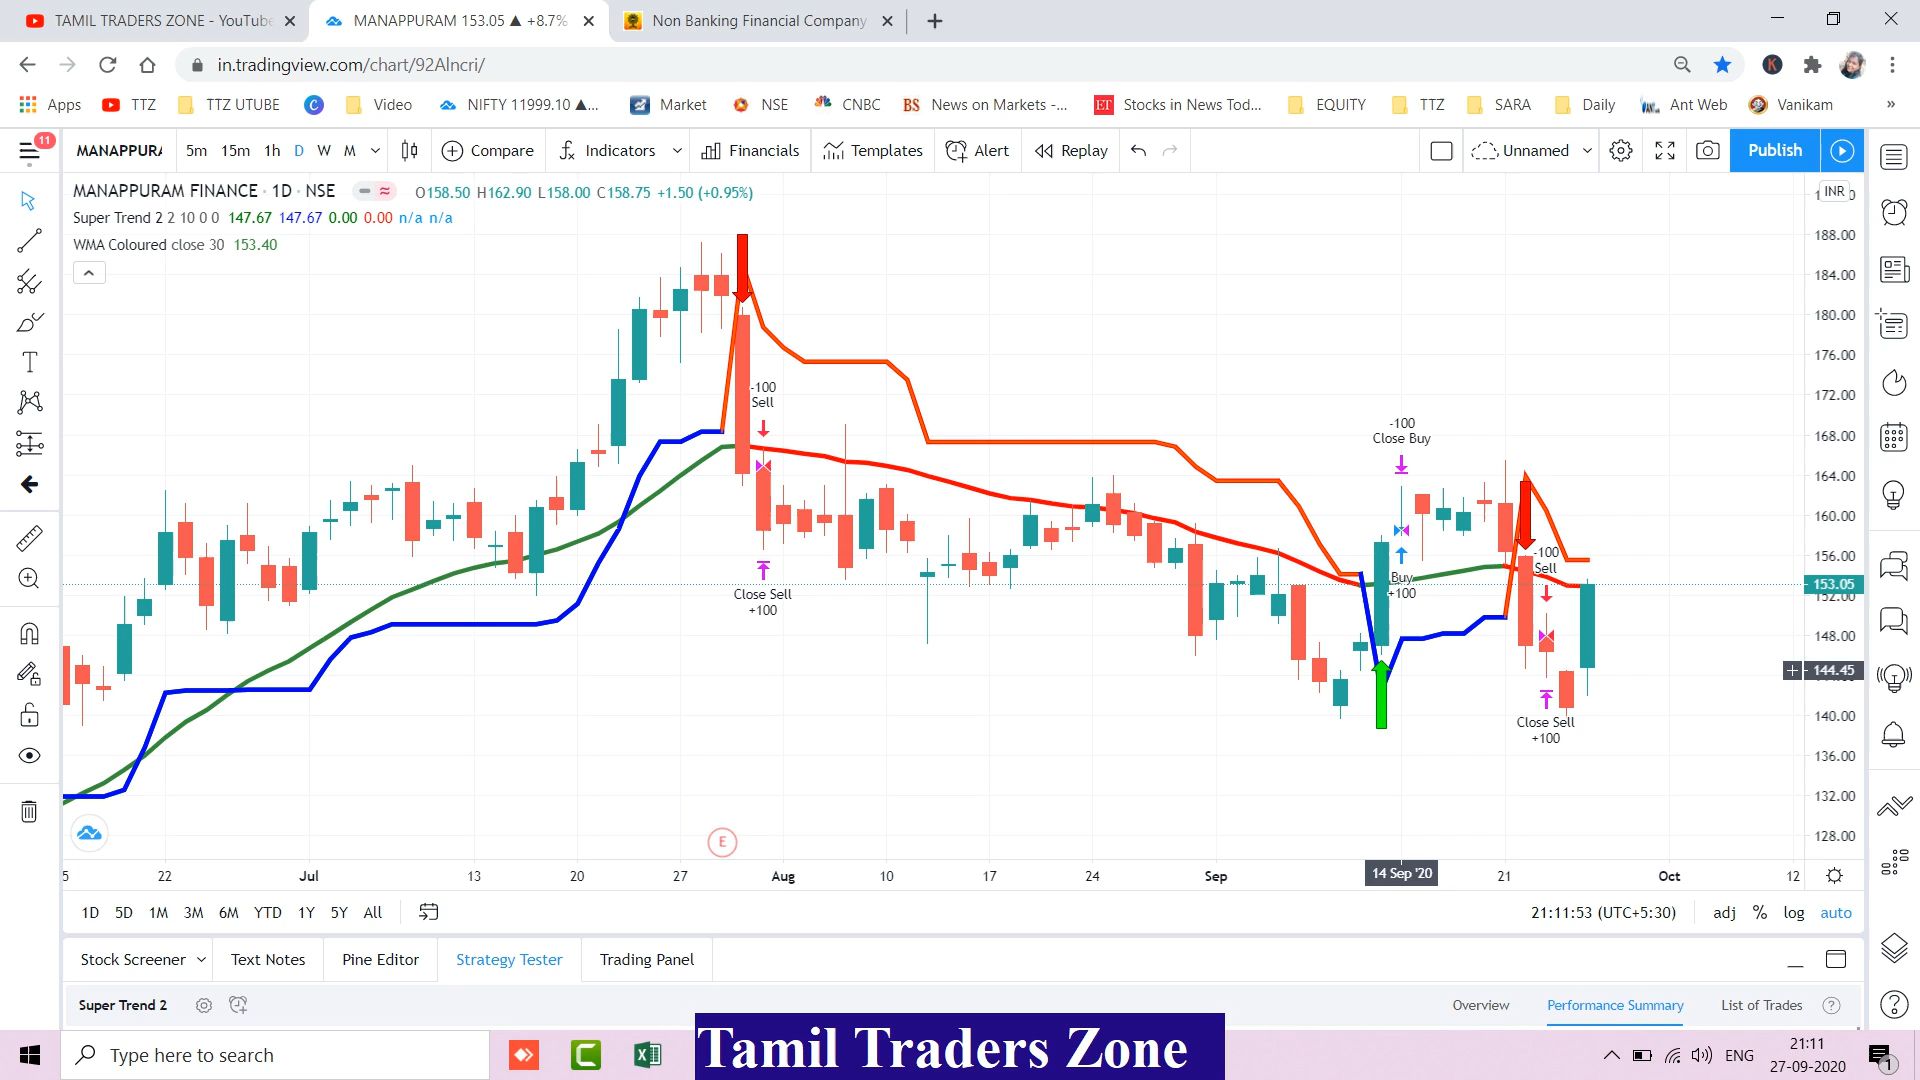 TAMIL TRADERS ZONE - YouTube
MANAPPURAM 153.05 ▲ +8.7%
Non Banking Financial Company
in.tradingview.com/chart/92Alncri/
Apps
TTZ
TTZ UTUBE
Video
NIFTY 11999.10 ▲...
Market
NSE
CNBC
BS News on Markets -...
ET Stocks in News Tod...
EQUITY
TTZ
SARA
Daily
Ant Web
Vanikam
»
11
MANAPPURA
5m 15m 1h D W M
Compare
Indicators
Financials
Templates
Alert
Replay
Unnamed
Publish
MANAPPURAM FINANCE · 1D · NSE
O158.50 H162.90 L158.00 C158.75 +1.50 (+0.95%)
INR
Super Trend 2 2 10 0 0 147.67 147.67 0.00 0.00 n/a n/a
WMA Coloured close 30 153.40
188.00
184.00
180.00
176.00
172.00
168.00
164.00
160.00
156.00
153.05
152.00
148.00
144.45
140.00
136.00
132.00
128.00
-100
Sell
Close Sell
+100
-100
Close Buy
Buy
+100
-100
Sell
Close Sell
+100
E
5 22 Jul 13 20 27 Aug 10 17 24 Sep 14 Sep '20 21 Oct 12
1D 5D 1M 3M 6M YTD 1Y 5Y All
21:11:53 (UTC+5:30)
adj % log auto
Stock Screener
Text Notes
Pine Editor
Strategy Tester
Trading Panel
Super Trend 2
Overview
Performance Summary
List of Trades
Type here to search
Tamil Traders Zone
ENG
21:11
27-09-2020
1